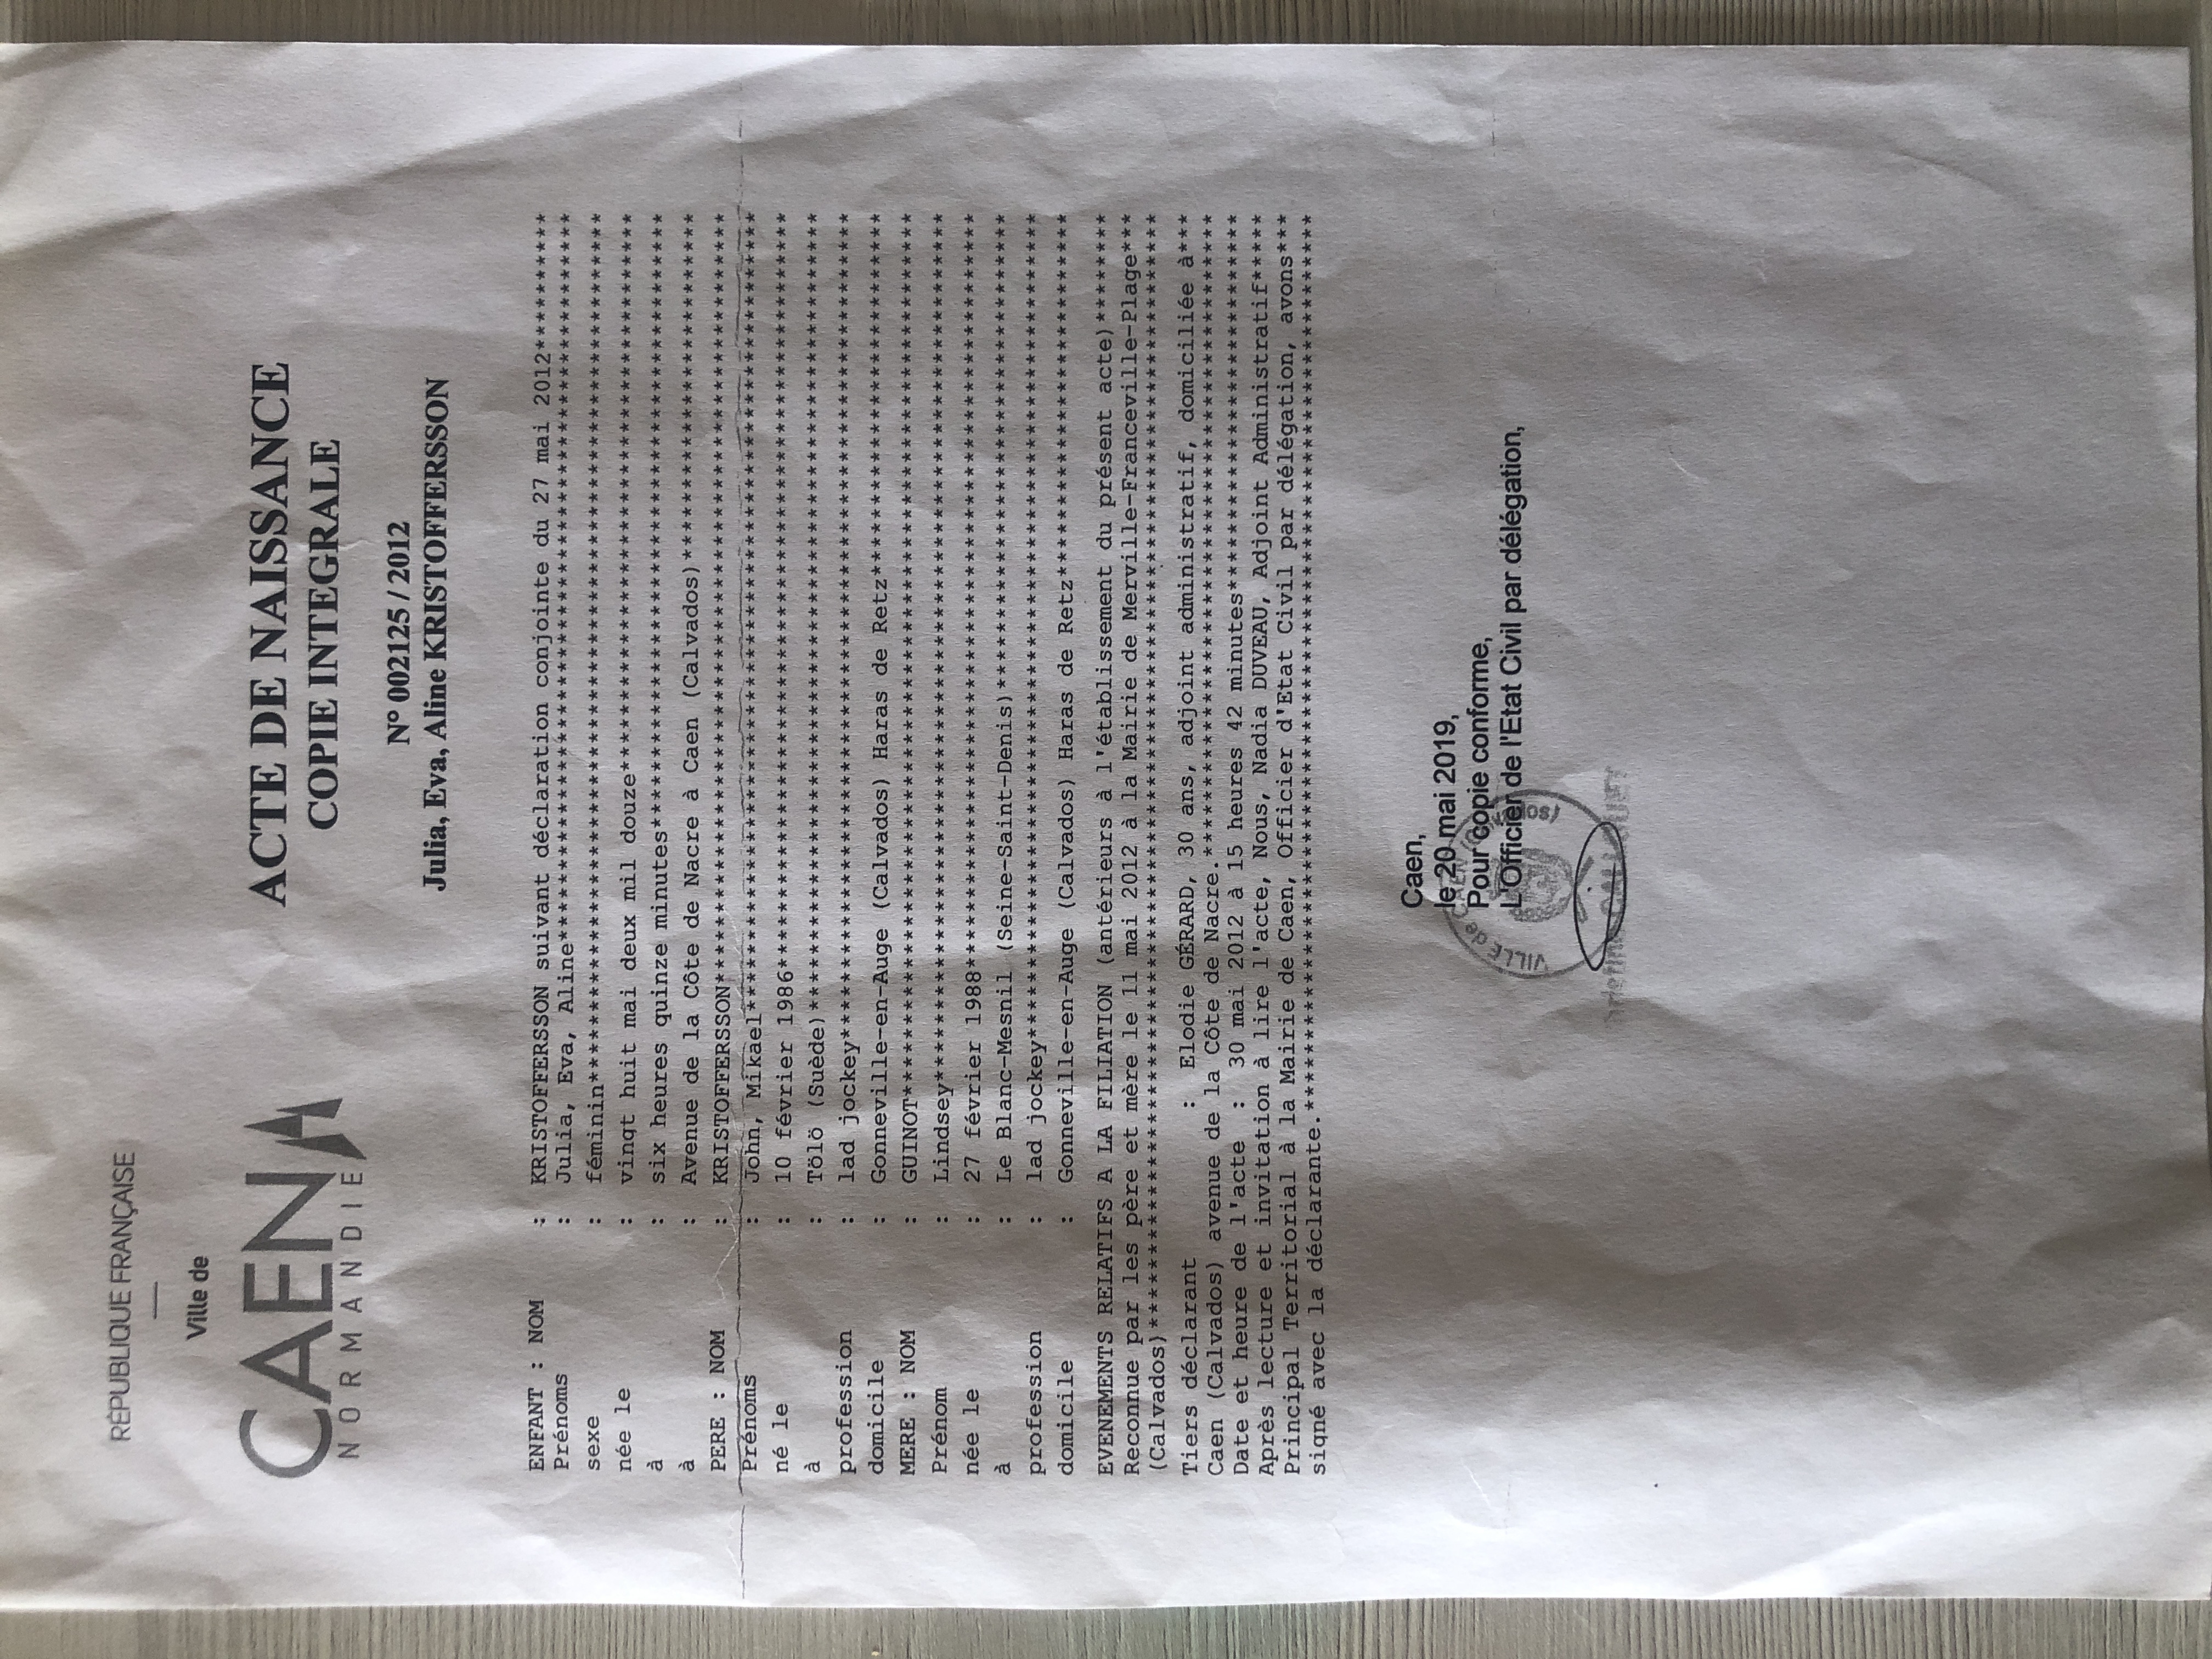 RÉPUBLIQUE FRANÇAISE
Ville de
CAEN
NORMANDIE
ACTE DE NAISSANCE
COPIE INTEGRALE
N° 002125 / 2012
Julia, Eva, Aline KRISTOFFERSSON
ENFANT : NOM : KRISTOFFERSSON suivant déclaration conjointe du 27 mai 2012**********
Prénoms : Julia, Eva, Aline****************************************
sexe : féminin****************************************
née le : vingt huit mai deux mil douze****************************************
à : six heures quinze minutes****************************************
à : Avenue de la Côte de Nacre à Caen (Calvados)************************
PERE : NOM : KRISTOFFERSSON****************************************
Prénoms : John, Mikael****************************************
né le : 10 février 1986****************************************
à : Tölö (Suède)****************************************
profession : lad jockey****************************************
domicile : Gonneville-en-Auge (Calvados) Haras de Retz*************************
MERE : NOM : GUINOT****************************************
Prénom : Lindsey****************************************
née le : 27 février 1988****************************************
à : Le Blanc-Mesnil (Seine-Saint-Denis)********************************
profession : lad jockey****************************************
domicile : Gonneville-en-Auge (Calvados) Haras de Retz*************************
EVENEMENTS RELATIFS A LA FILIATION (antérieurs à l'établissement du présent acte)********
Reconnue par les père et mère le 11 mai 2012 à la Mairie de Merville-Franceville-Plage***
(Calvados)****************************************
Tiers déclarant : Elodie GÉRARD, 30 ans, adjoint administratif, domiciliée à***
Caen (Calvados) avenue de la Côte de Nacre.****************************************
Date et heure de l'acte : 30 mai 2012 à 15 heures 42 minutes*************************
Après lecture et invitation à lire l'acte, Nous, Nadia DUVEAU, Adjoint Administratif*****
Principal Territorial à la Mairie de Caen, Officier d'Etat Civil par délégation, avons***
signé avec la déclarante.****************************************
Caen,
le 20 mai 2019,
Pour copie conforme,
L'Officier de l'Etat Civil par délégation,
VILLE de CAEN